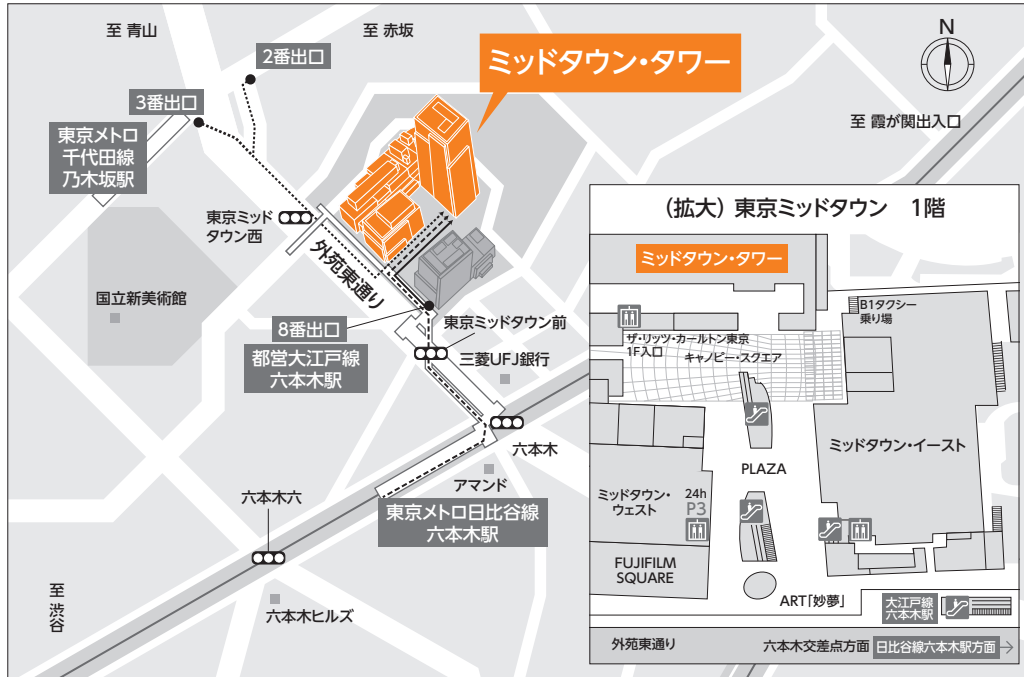 至 青山
至 赤坂
2番出口
ミッドタウン・タワー
N
3番出口
東京メトロ
千代田線
乃木坂駅
至 霞が関出入口
東京ミッド
タウン西
外苑東通り
国立新美術館
8番出口
都営大江戸線
六本木駅
東京ミッドタウン前
三菱UFJ銀行
六本木
アマンド
東京メトロ日比谷線
六本木駅
六本木六
至 渋谷
六本木ヒルズ
(拡大) 東京ミッドタウン 1階
ミッドタウン・タワー
B1タクシー
乗り場
ザ・リッツ・カールトン東京
1F入口
キャノピー・スクエア
ミッドタウン・イースト
PLAZA
ミッドタウン・
ウェスト
24h
P3
FUJIFILM
SQUARE
ART「妙夢」
大江戸線
六本木駅
外苑東通り
六本木交差点方面
日比谷線六本木駅方面→